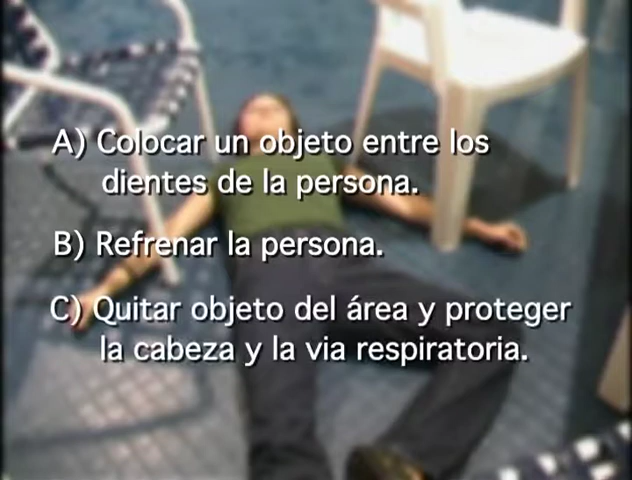 A) Colocar un objeto entre los
dientes de la persona.
B) Refrenar la persona.
C) Quitar objeto del área y proteger
la cabeza y la via respiratoria.